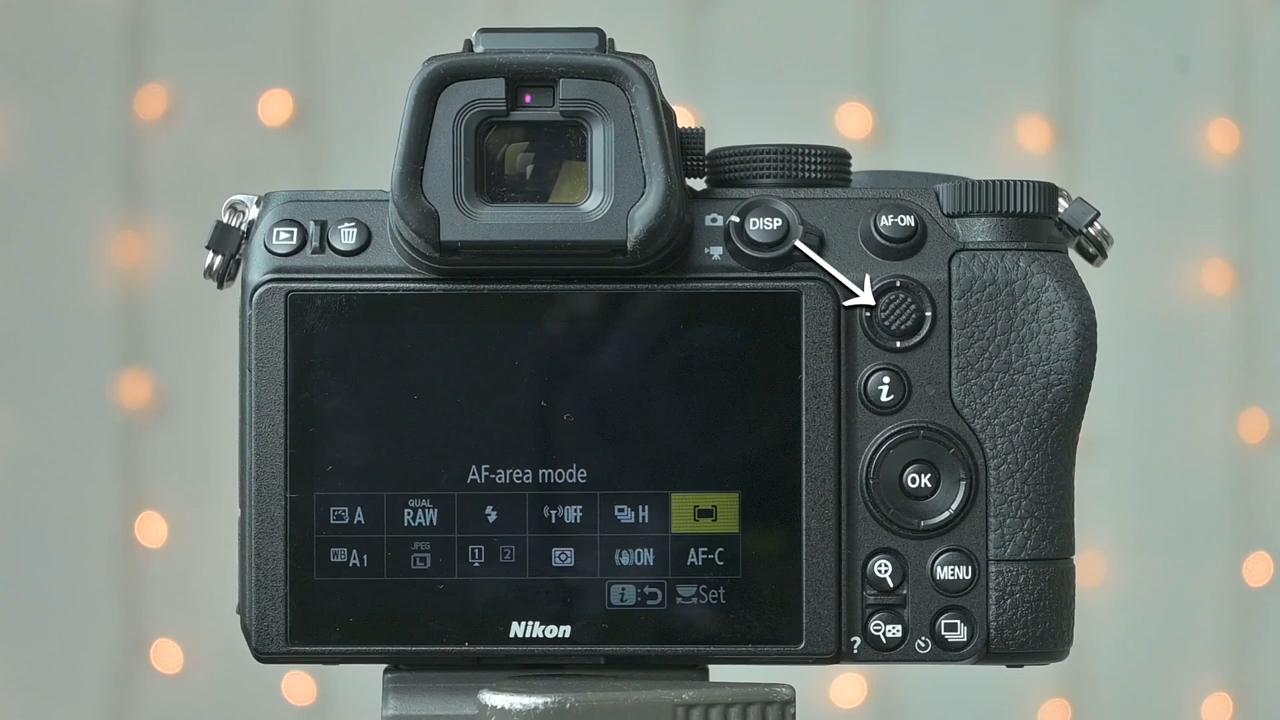 DISP
AF-ON
i
OK
MENU
?
AF-area mode
A QUAL RAW OFF H
WB A1 JPEG L 1 2 ON AF-C
i Set
Nikon